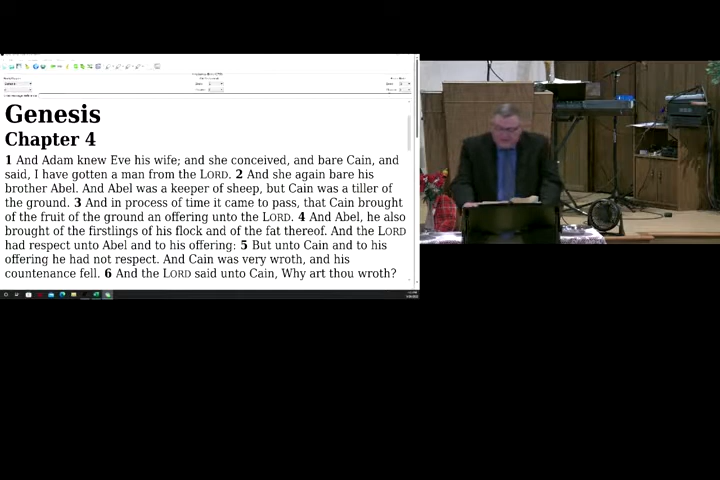 Genesis
Chapter 4
1 And Adam knew Eve his wife; and she conceived, and bare Cain, and
said, I have gotten a man from the LORD. 2 And she again bare his
brother Abel. And Abel was a keeper of sheep, but Cain was a tiller of
the ground. 3 And in process of time it came to pass, that Cain brought
of the fruit of the ground an offering unto the LORD. 4 And Abel, he also
brought of the firstlings of his flock and of the fat thereof. And the LORD
had respect unto Abel and to his offering: 5 But unto Cain and to his
offering he had not respect. And Cain was very wroth, and his
countenance fell. 6 And the LORD said unto Cain, Why art thou wroth?